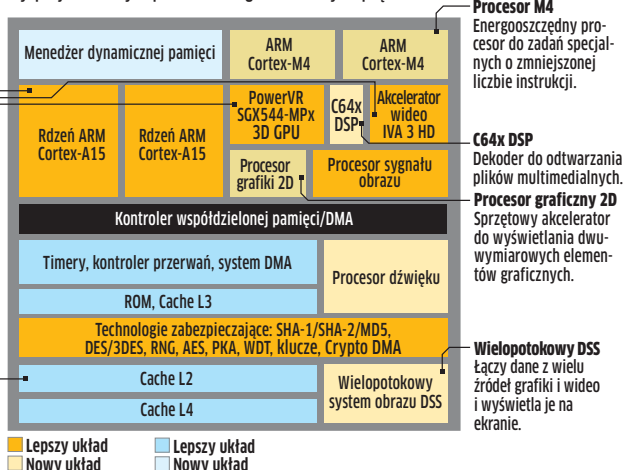 Menedżer dynamicznej pamięci
ARM
Cortex-M4
ARM
Cortex-M4
Rdzeń ARM
Cortex-A15
Rdzeń ARM
Cortex-A15
PowerVR
SGX544-MPx
3D GPU
C64x
DSP
Akcelerator
wideo
IVA 3 HD
Procesor
grafiki 2D
Procesor sygnału
obrazu
Kontroler współdzielonej pamięci/DMA
Timery, kontroler przerwań, system DMA
Procesor dźwięku
ROM, Cache L3
Technologie zabezpieczające: SHA-1/SHA-2/MD5,
DES/3DES, RNG, AES, PKA, WDT, klucze, Crypto DMA
Cache L2
Wielopotokowy
system obrazu DSS
Cache L4
Lepszy układ
Lepszy układ
Nowy układ
Nowy układ
Procesor M4
Energooszczędny pro-
cesor do zadań specjal-
nych o zmniejszonej
liczbie instrukcji.
C64x DSP
Dekoder do odtwarzania
plików multimedialnych.
Procesor graficzny 2D
Sprzętowy akcelerator
do wyświetlania dwu-
wymiarowych elemen-
tów graficznych.
Wielopotokowy DSS
Łączy dane z wielu
źródeł grafiki i wideo
i wyświetla je na
ekranie.